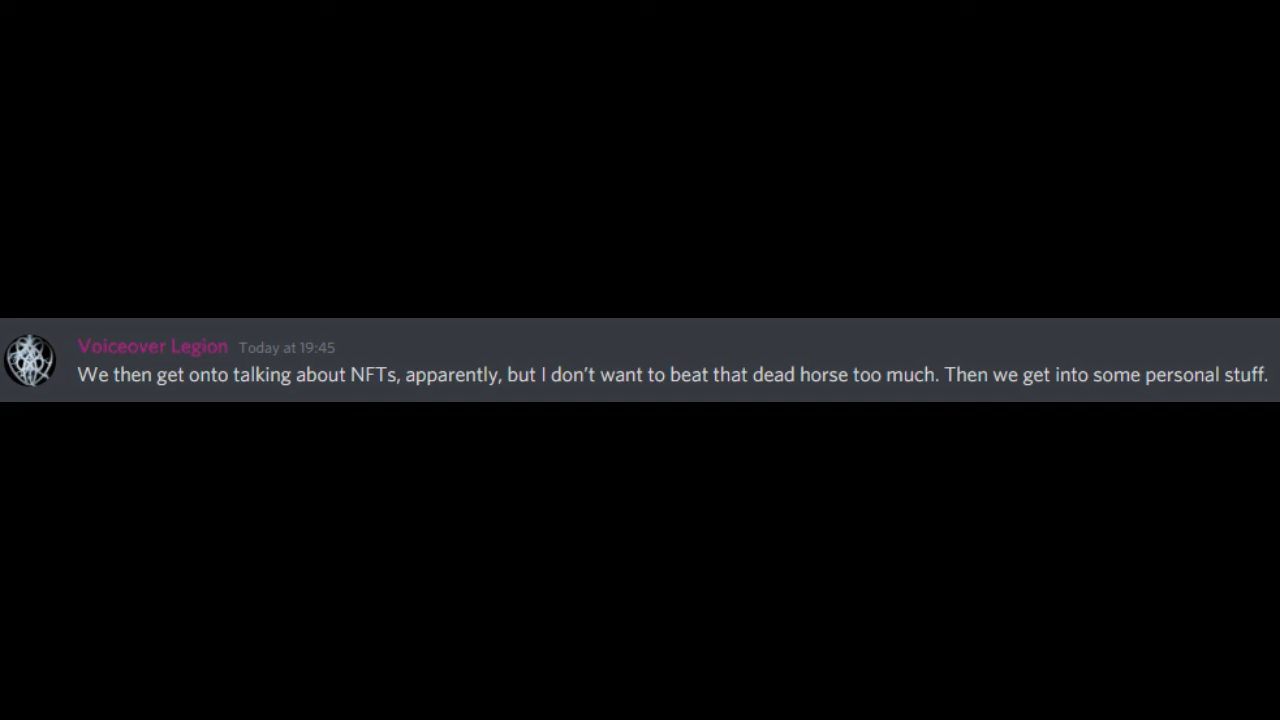 Voiceover Legion Today at 19:45
We then get onto talking about NFTs, apparently, but I don’t want to beat that dead horse too much. Then we get into some personal stuff.